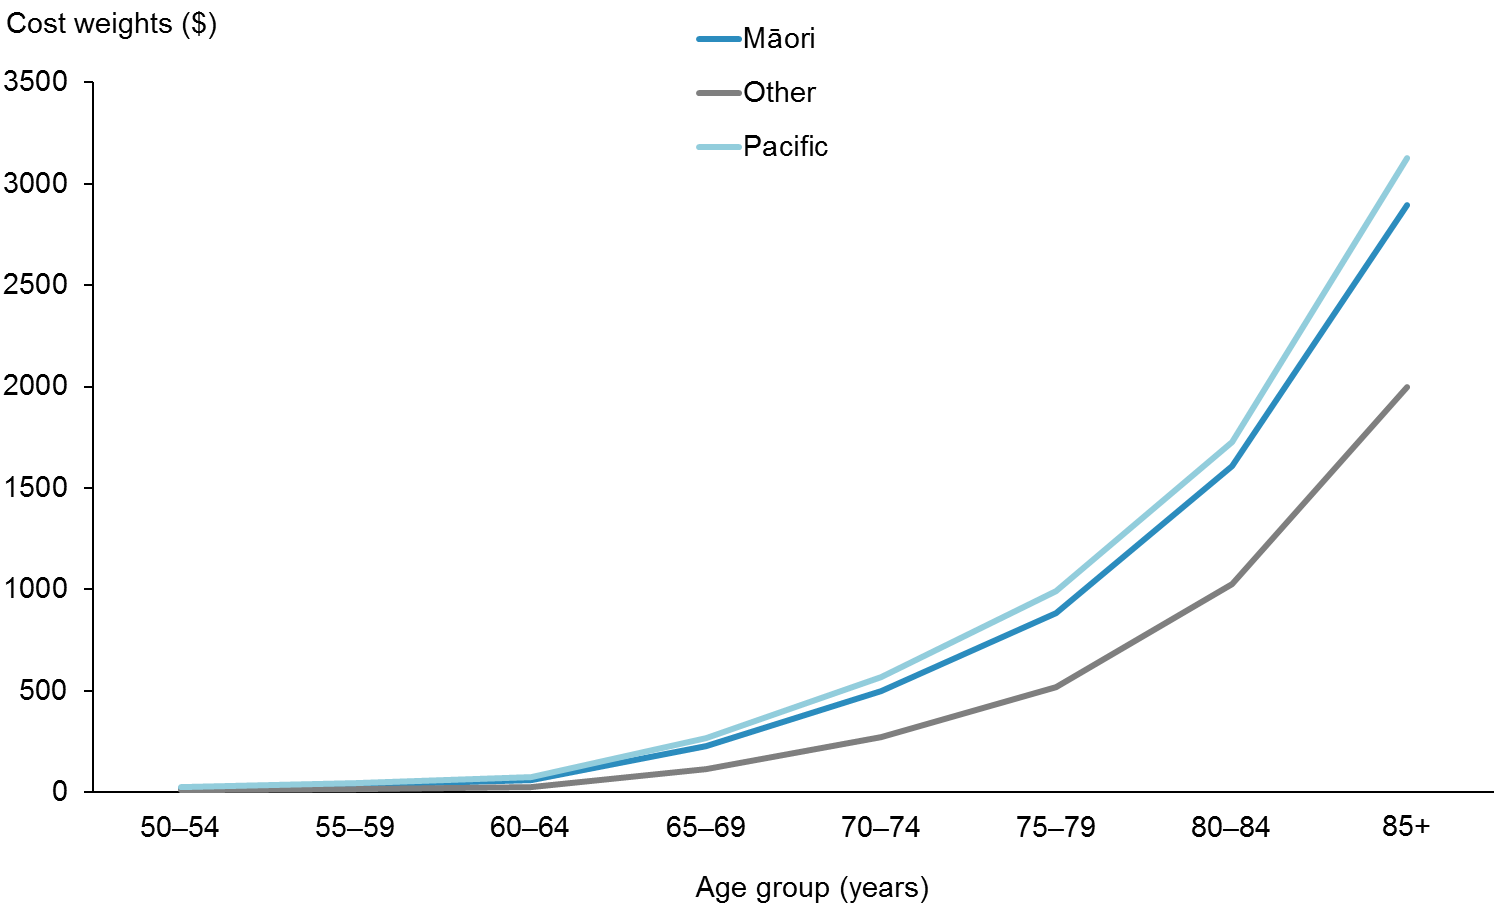 Cost weights ($)
Māori
Other
Pacific
3500
3000
2500
2000
1500
1000
500
0
50–54 55–59 60–64 65–69 70–74 75–79 80–84 85+
Age group (years)